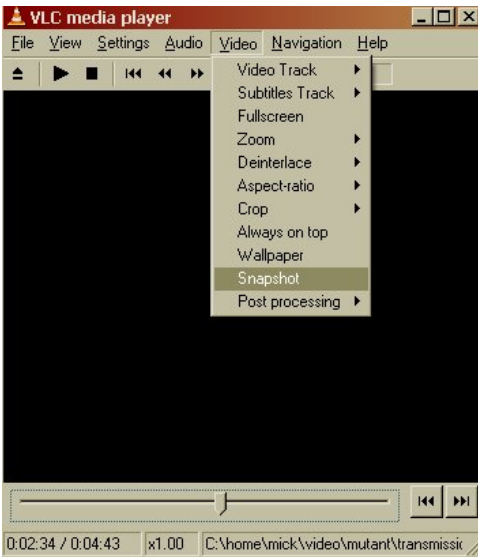 VLC media player
File View Settings Audio Video Navigation Help
Video Track
Subtitles Track
Fullscreen
Zoom
Deinterlace
Aspect-ratio
Crop
Always on top
Wallpaper
Snapshot
Post processing
0:02:34 / 0:04:43 x1.00 C:\home\mick\video\mutant\transmissic